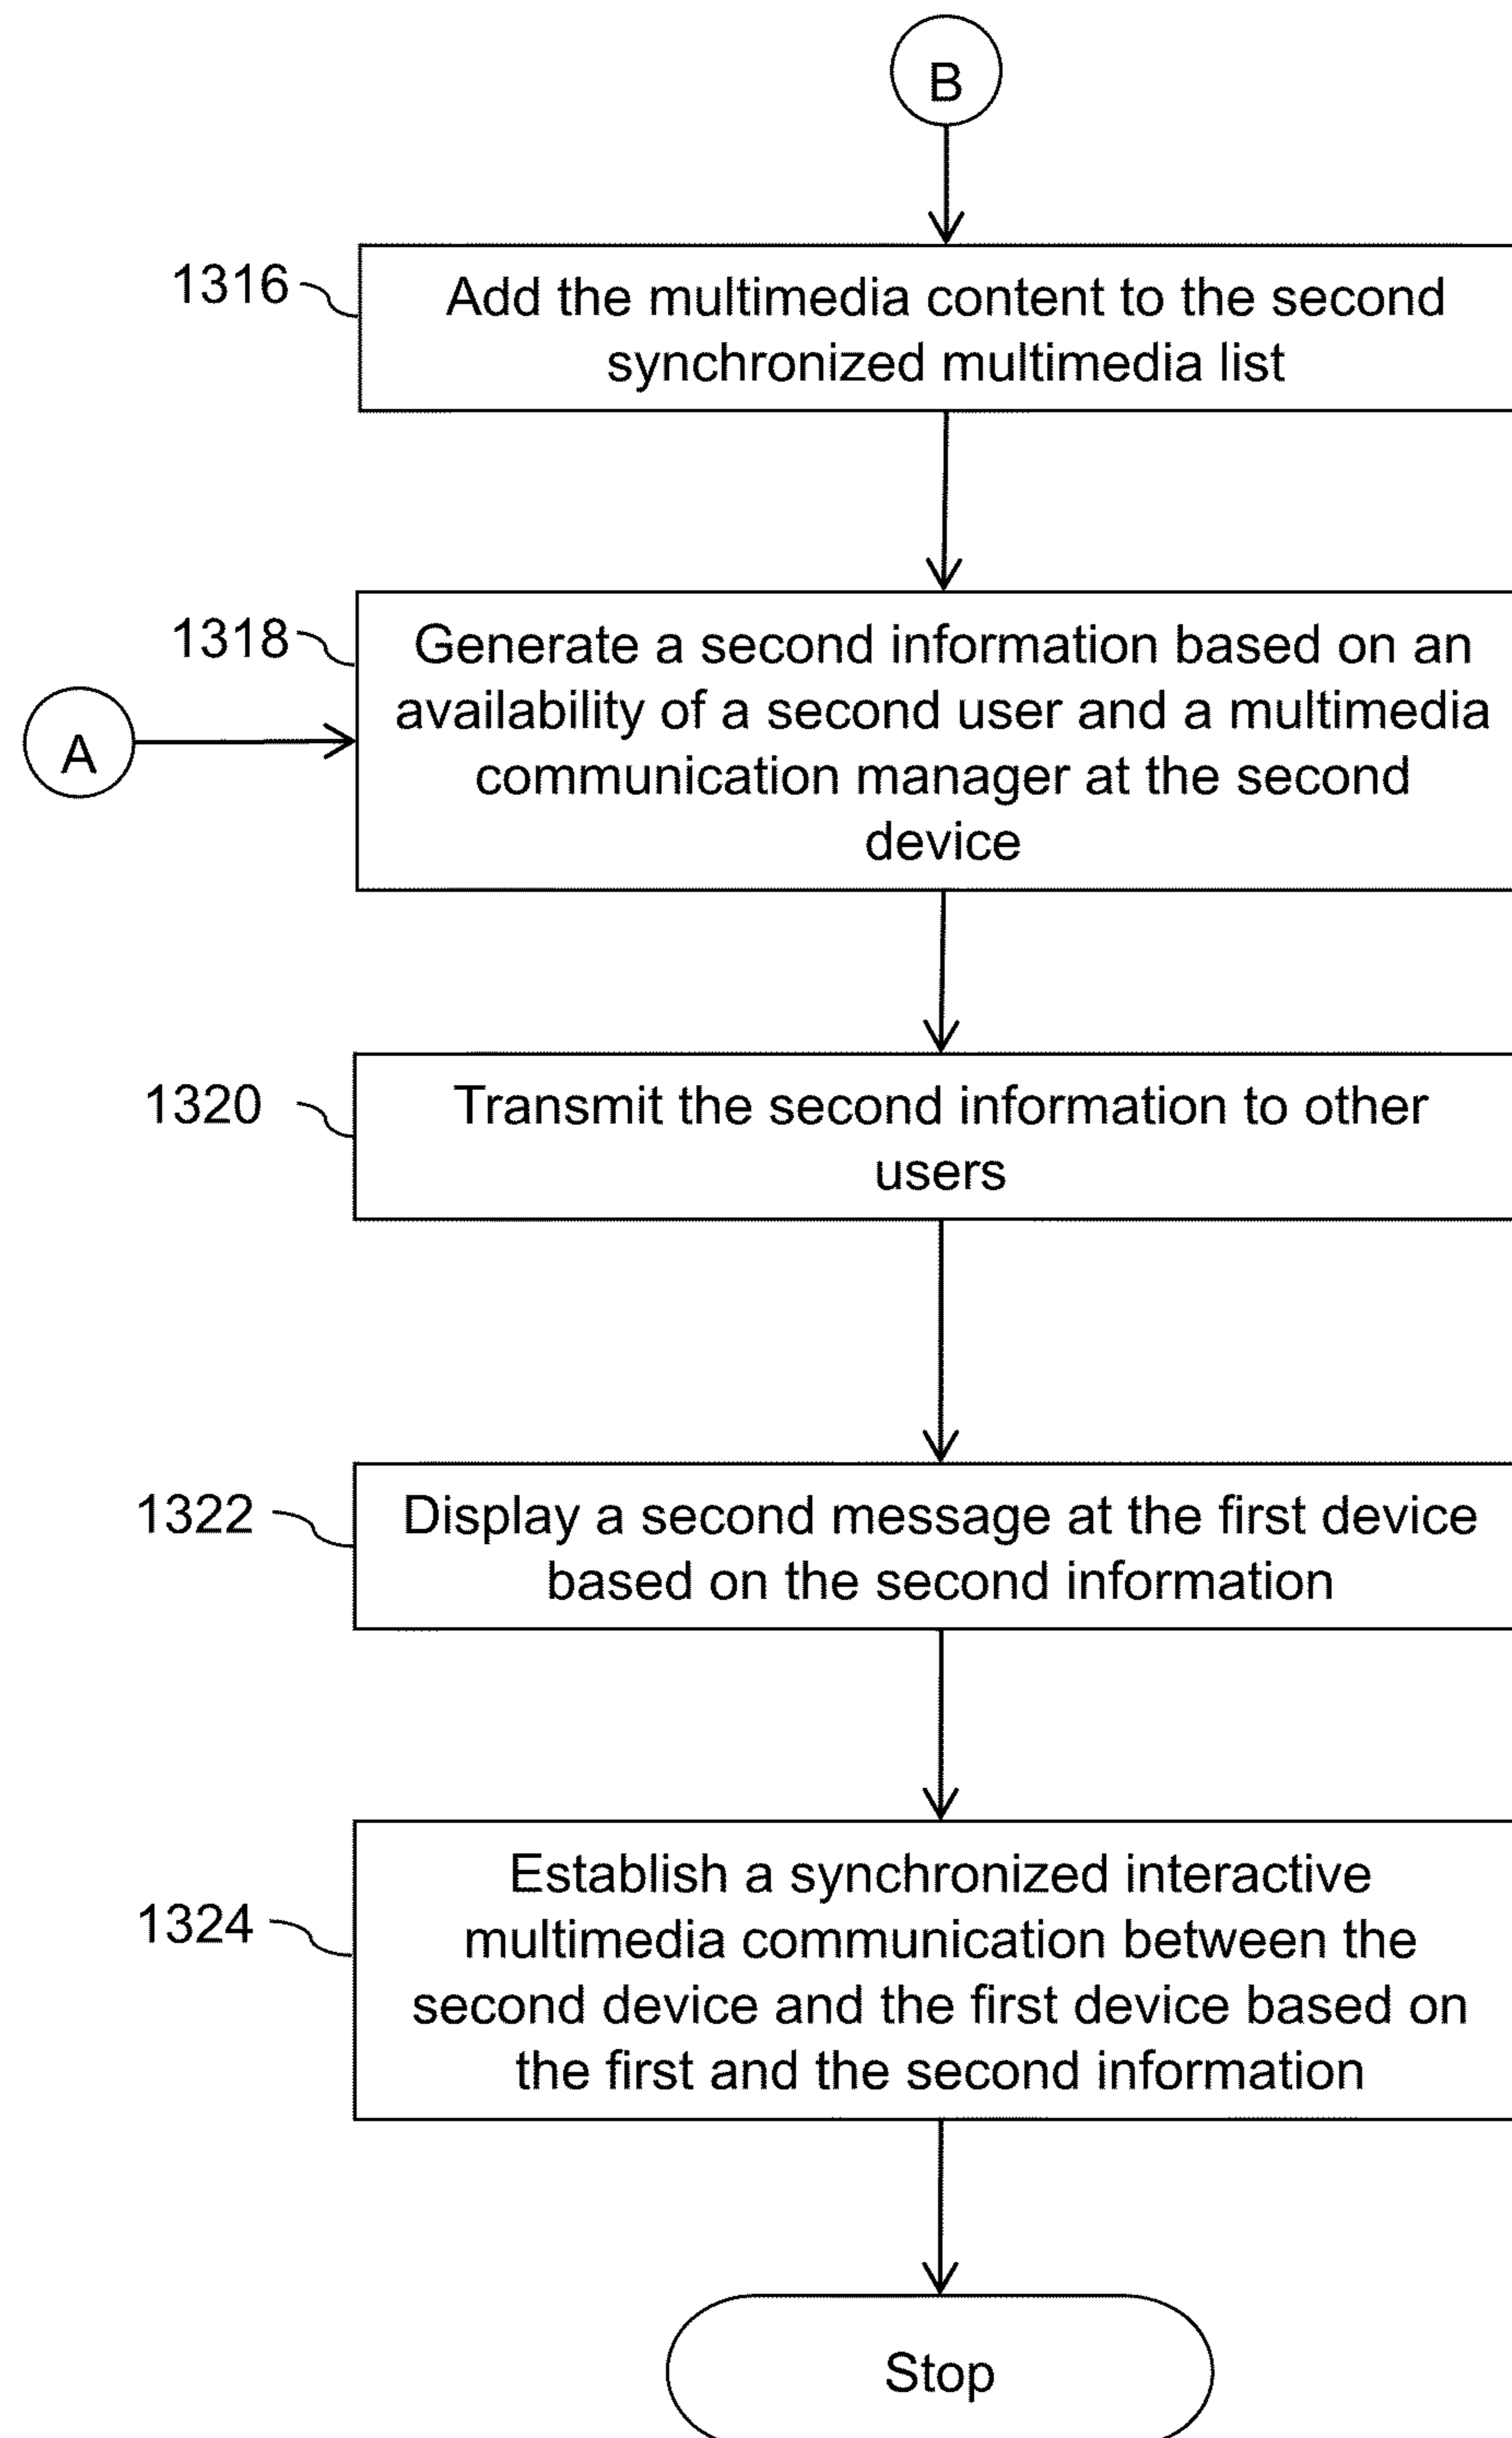 B
1316
Add the multimedia content to the second
synchronized multimedia list
1318
Generate a second information based on an
availability of a second user and a multimedia
communication manager at the second
device
A
1320
Transmit the second information to other
users
1322
Display a second message at the first device
based on the second information
1324
Establish a synchronized interactive
multimedia communication between the
second device and the first device based on
the first and the second information
Stop